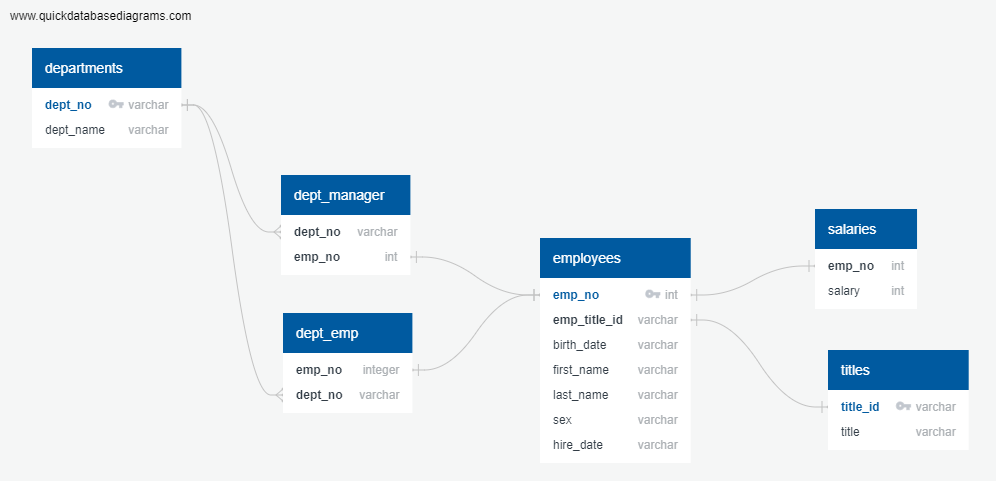 www.quickdatabasediagrams.com
departments
dept_no varchar
dept_name varchar
dept_manager
dept_no varchar
emp_no int
dept_emp
emp_no integer
dept_no varchar
employees
emp_no int
emp_title_id varchar
birth_date varchar
first_name varchar
last_name varchar
sex varchar
hire_date varchar
salaries
emp_no int
salary int
titles
title_id varchar
title varchar